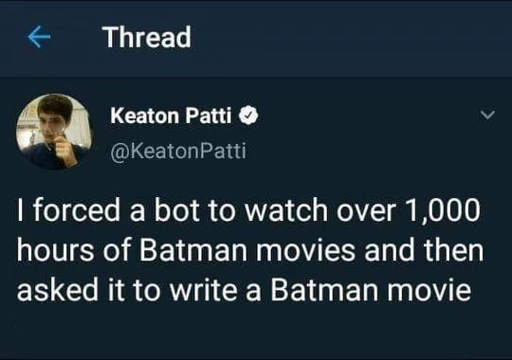 Thread
Keaton Patti
@KeatonPatti
I forced a bot to watch over 1,000
hours of Batman movies and then
asked it to write a Batman movie